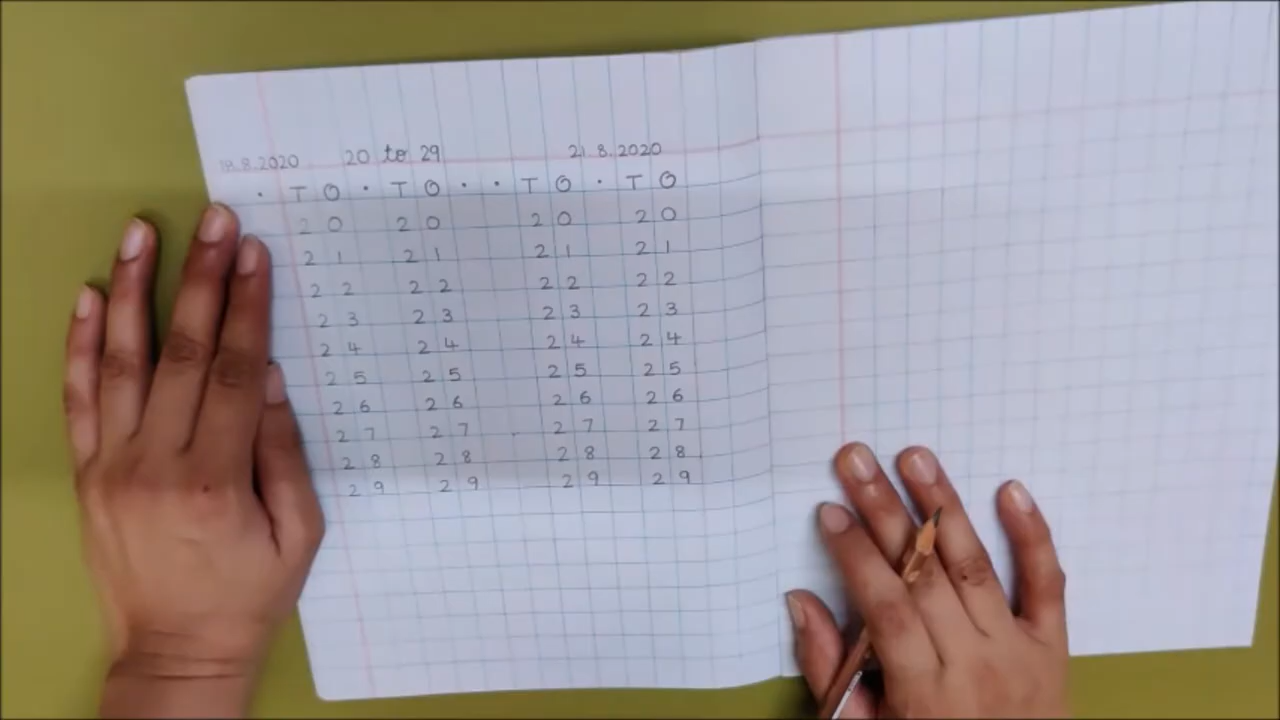 18.8.2020 20 to 29 21.8.2020
. T O . T O . . T O . T O
2 0 2 0 2 0 2 0
2 1 2 1 2 1 2 1
2 2 2 2 2 2 2 2
2 3 2 3 2 3 2 3
2 4 2 4 2 4 2 4
2 5 2 5 2 5 2 5
2 6 2 6 2 6 2 6
2 7 2 7 2 7 2 7
2 8 2 8 2 8 2 8
2 9 2 9 2 9 2 9